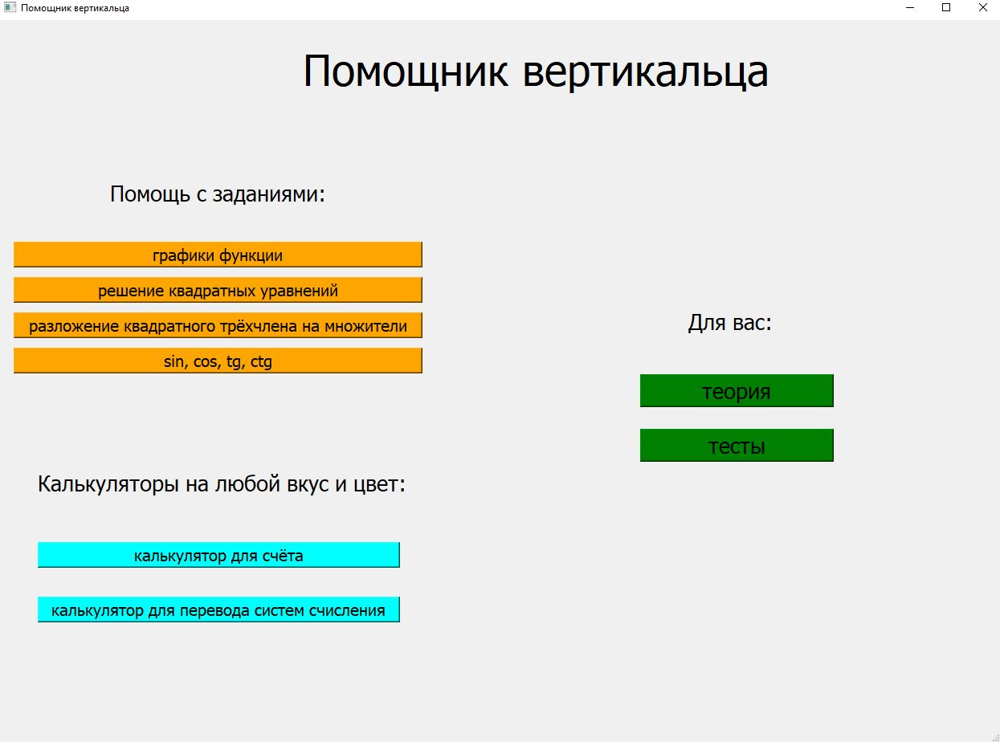 Помощник вертикальца
Помощник вертикальца
Помощь с заданиями:
графики функции
решение квадратных уравнений
разложение квадратного трёхчлена на множители
sin, cos, tg, ctg
Для вас:
теория
тесты
Калькуляторы на любой вкус и цвет:
калькулятор для счёта
калькулятор для перевода систем счисления